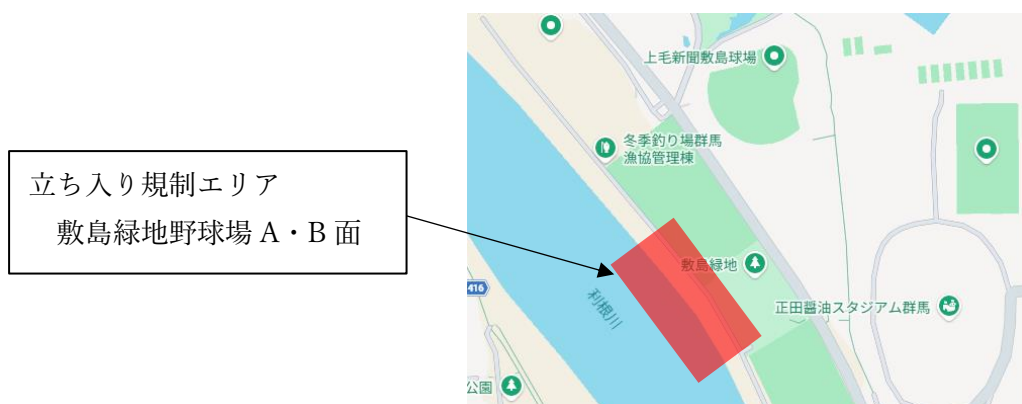 上毛新聞敷島球場
冬季釣り場群馬
漁協管理棟
立ち入り規制エリア
敷島緑地野球場 A・B 面
敷島緑地
416
利根川
正田醤油スタジアム群馬
公園